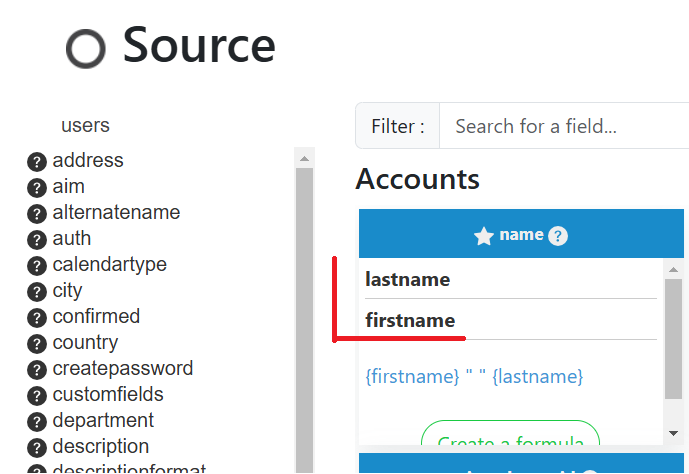 Source
users
address
aim
alternatename
auth
calendartype
city
confirmed
country
createpassword
customfields
department
description
descriptionformat
Filter :
Search for a field...
Accounts
name
lastname
firstname
{firstname} " " {lastname}
Create a formula